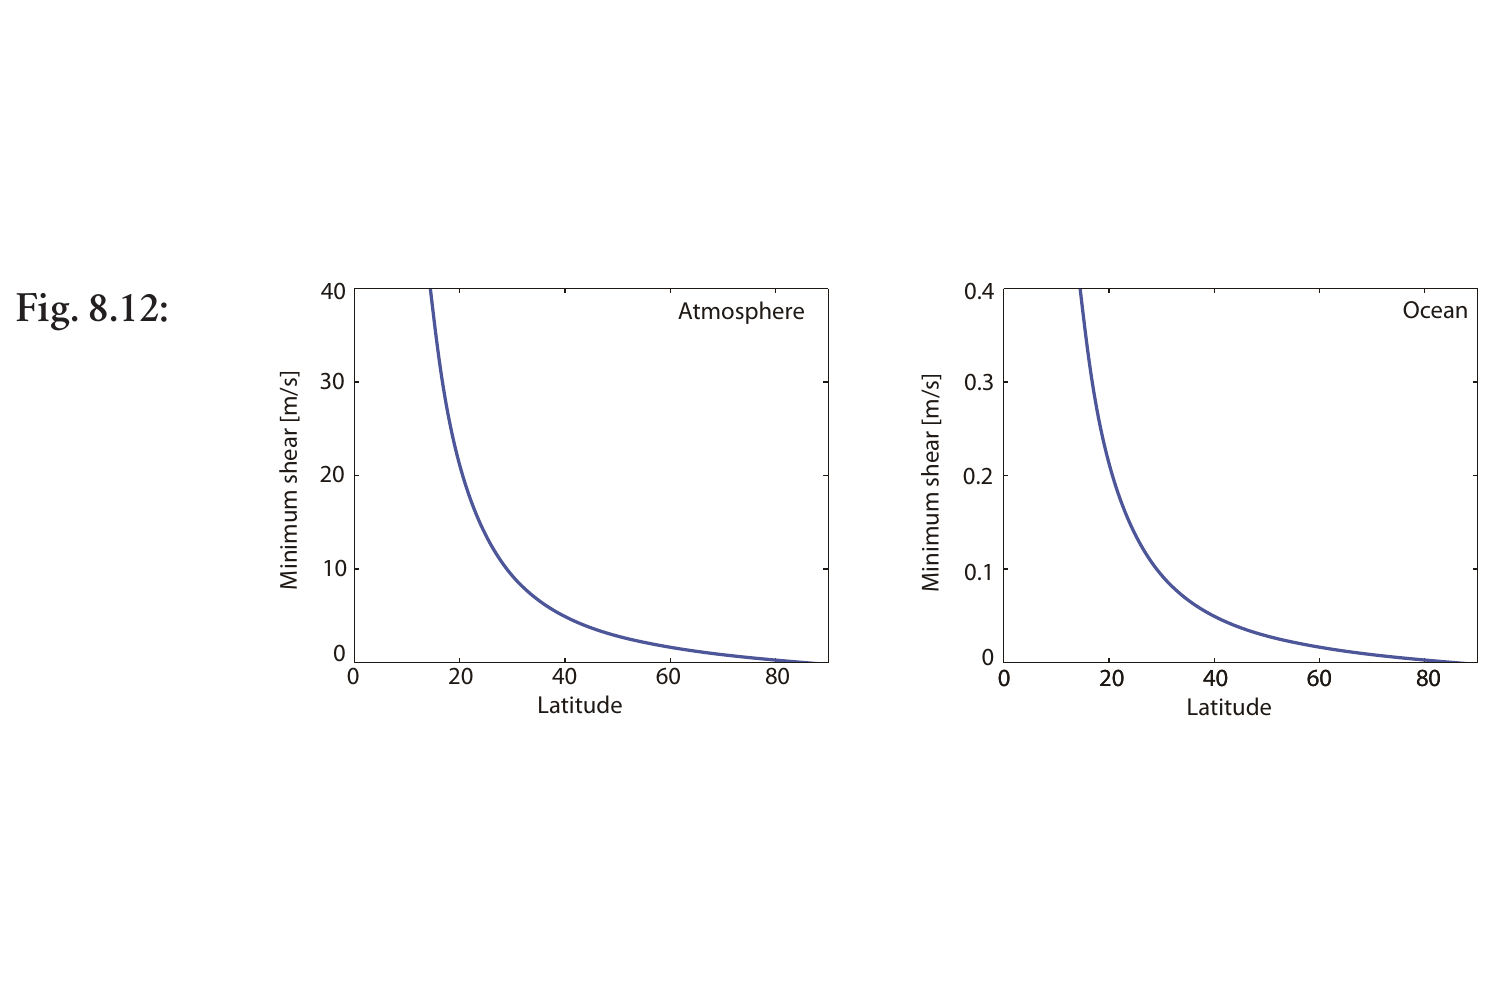 Fig. 8.12:
Atmosphere
Minimum shear [m/s]
40
30
20
10
0
0 20 40 60 80
Latitude
Ocean
Minimum shear [m/s]
0.4
0.3
0.2
0.1
0
0 20 40 60 80
Latitude